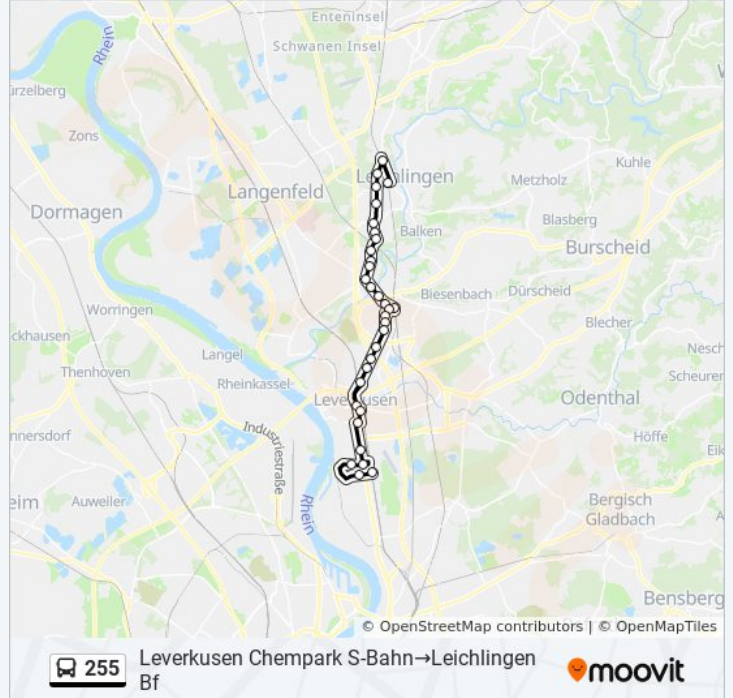 Enteninsel
Schwanen Insel
Rhein
ürzelberg
Zons
Kuhle
Leichlingen
Metzholz
Langenfeld
Dormagen
Blasberg
Balken
Burscheid
Biesenbach
Dürscheid
Worringen
Blecher
ckhausen
Langel
Thenhoven
Rheinkassel
Nesch
Scheuren
Leverkusen
Odenthal
nnersdorf
Industriestraße
Höffe
Eik
eim
Auweiler
Rhein
Bergisch
Gladbach
Bensberg
© OpenStreetMap contributors | © OpenMapTiles
255
Leverkusen Chempark S-Bahn→Leichlingen
Bf
moovit